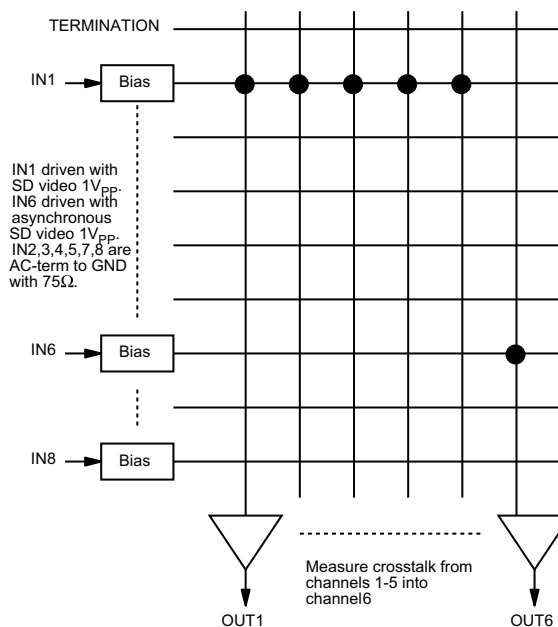 TERMINATION
IN1
Bias
IN1 driven with
SD video 1VPP.
IN6 driven with
asynchronous
SD video 1VPP.
IN2,3,4,5,7,8 are
AC-term to GND
with 75Ω.
IN6
Bias
IN8
Bias
Measure crosstalk from
channels 1-5 into
channel6
OUT1
OUT6